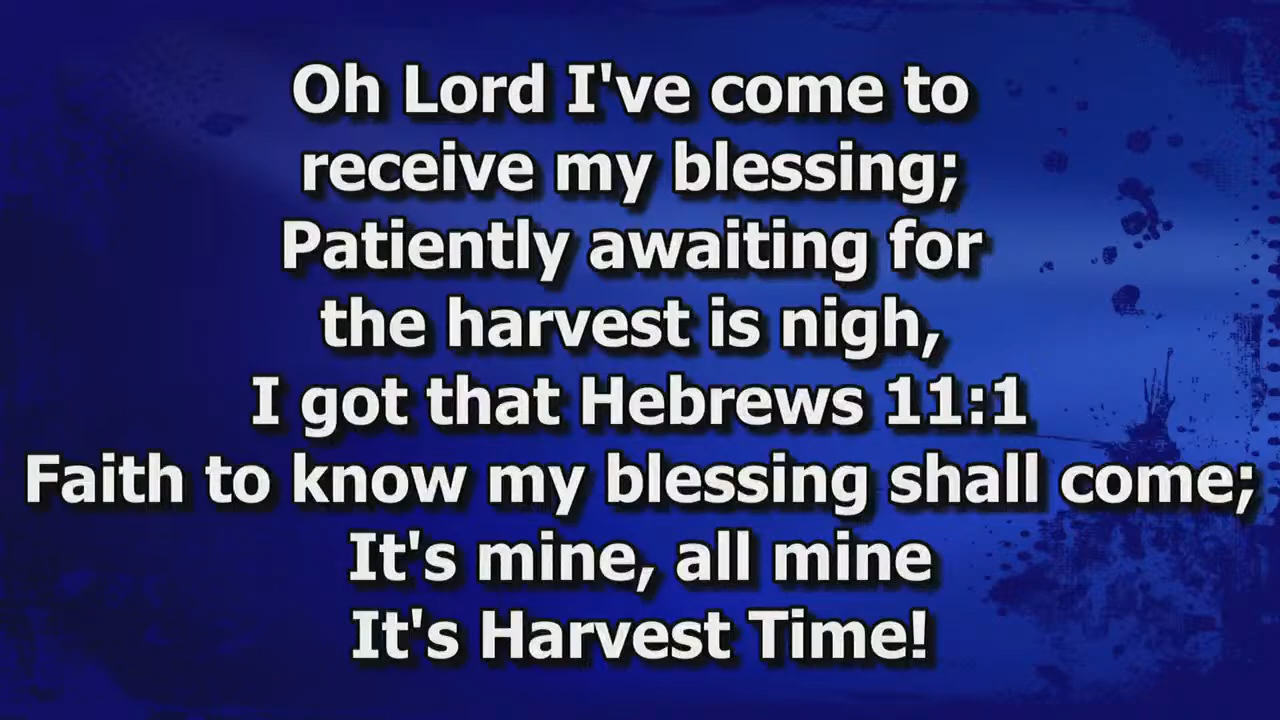 Oh Lord I've come to
receive my blessing;
Patiently awaiting for
the harvest is nigh,
I got that Hebrews 11:1
Faith to know my blessing shall come;
It's mine, all mine
It's Harvest Time!